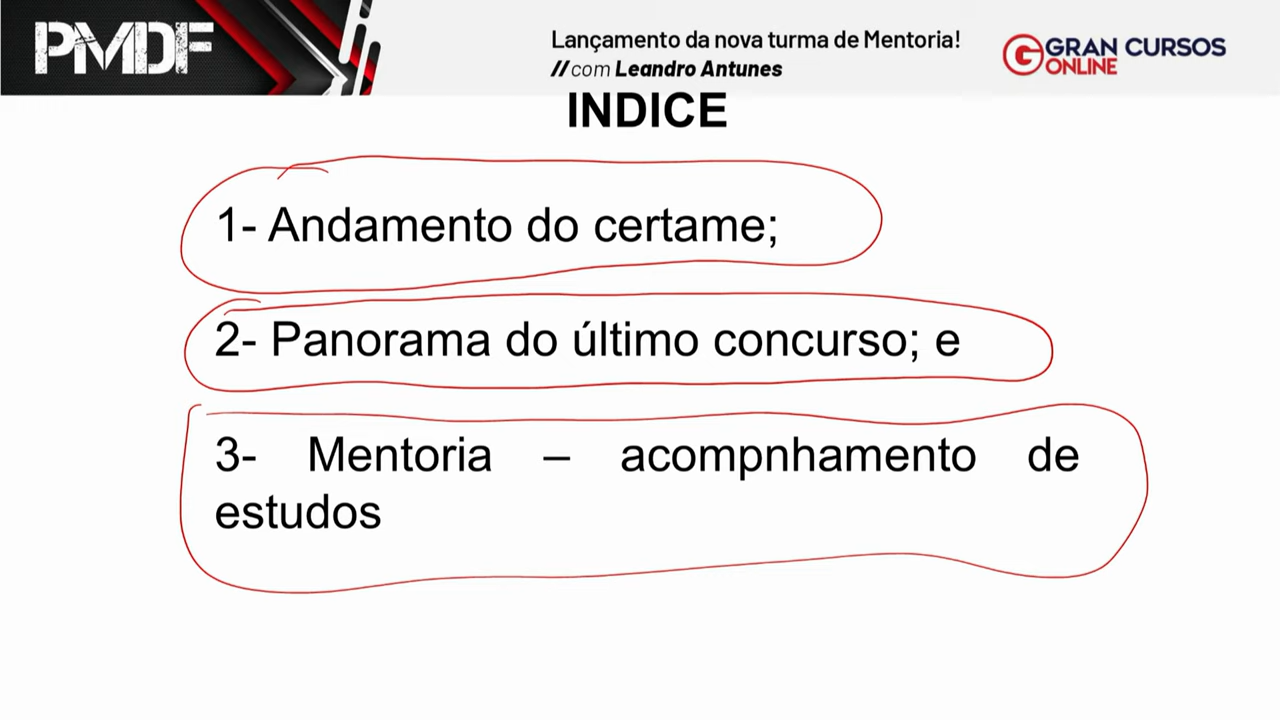 PMDF
Lançamento da nova turma de Mentoria!
// com Leandro Antunes
GRAN CURSOS
ONLINE
INDICE
1- Andamento do certame;
2- Panorama do último concurso; e
3- Mentoria – acompnhamento de
estudos